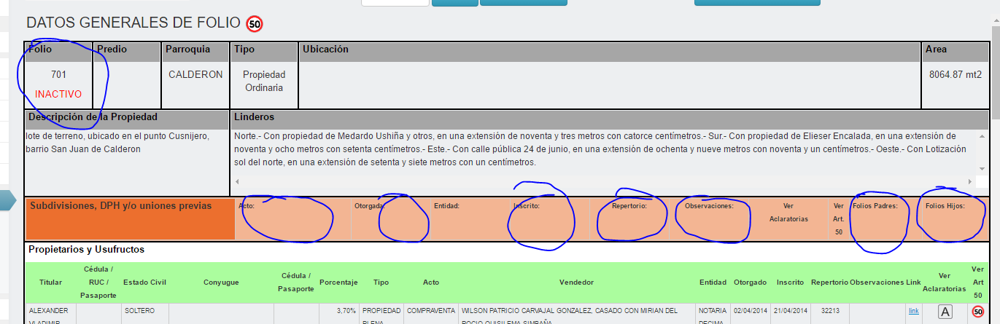 DATOS GENERALES DE FOLIO 50
Folio Predio Parroquia Tipo Ubicación Area
701 CALDERON Propiedad 8064.87 mt2
INACTIVO Ordinaria
Descripción de la Propiedad Linderos
lote de terreno, ubicado en el punto Cusnijero,
barrio San Juan de Calderon
Norte.- Con propiedad de Medardo Ushiña y otros, en una extensión de noventa y tres metros con catorce centímetros.- Sur.- Con propiedad de Elieser Encalada, en una extensión de
noventa y ocho metros con setenta centímetros.- Este.- Con calle pública 24 de junio, en una extensión de ochenta y nueve metros con noventa y un centímetros.- Oeste.- Con Lotización
sol del norte, en una extensión de setenta y siete metros con un centímetros.
Subdivisiones, DPH y/o uniones previas Acto: Otorgada: Entidad: Inscrito: Repertorio: Observaciones: Ver Aclaratorias Ver Art. 50 Folios Padres: Folios Hijos:
Propietarios y Usufructos
Titular Cédula / RUC / Pasaporte Estado Civil Conyugue Cédula / Pasaporte Porcentaje Tipo Acto Vendedor Entidad Otorgado Inscrito Repertorio Observaciones Link Ver Aclaratorias Ver Art 50
ALEXANDER SOLTERO 3,70% PROPIEDAD COMPRAVENTA WILSON PATRICIO CARVAJAL GONZALEZ, CASADO CON MIRIAN DEL NOTARIA 02/04/2014 21/04/2014 32213 link A 50
VLADIMIR PLENA ROCIO QUISILEMA SIMBAÑA DECIMA